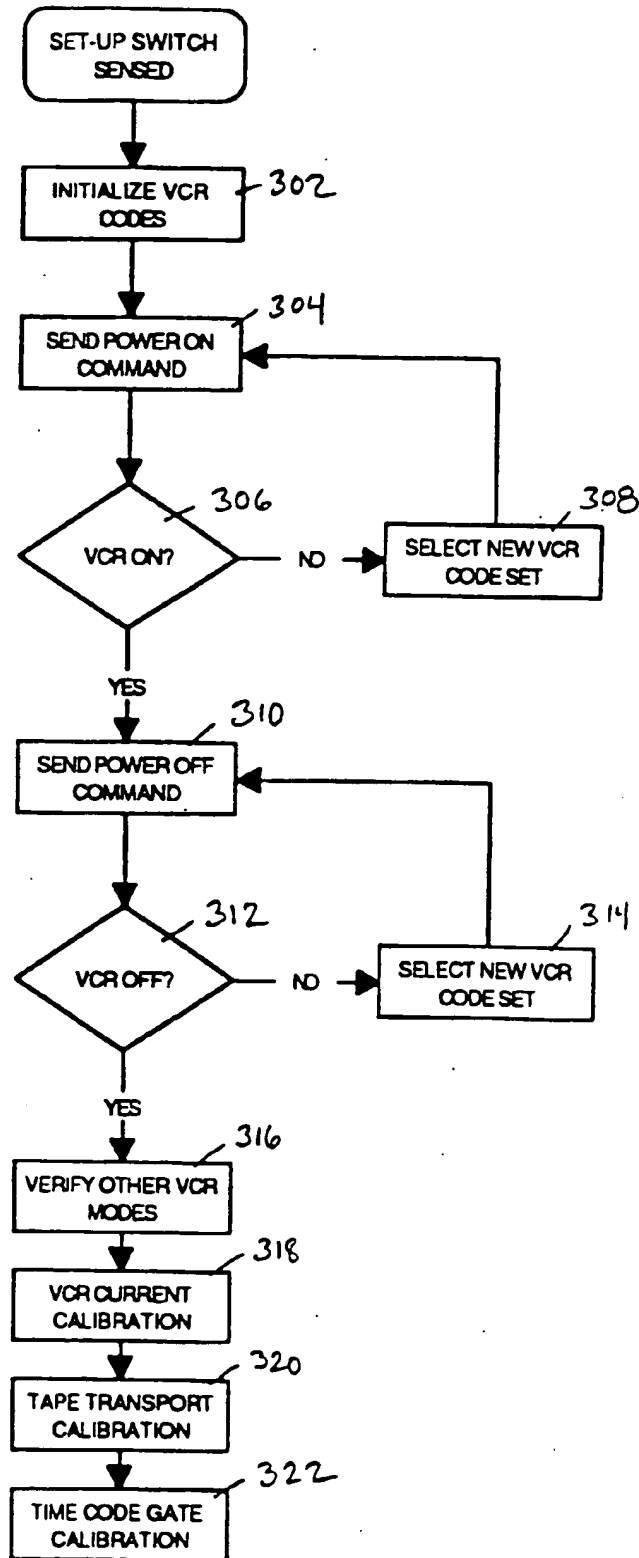 SET-UP SWITCH
SENSED
302
INITIALIZE VCR
CODES
304
SEND POWER ON
COMMAND
306
308
VCR ON?
NO
SELECT NEW VCR
CODE SET
YES
310
SEND POWER OFF
COMMAND
312
314
VCR OFF?
NO
SELECT NEW VCR
CODE SET
YES
316
VERIFY OTHER VCR
MODES
318
VCR CURRENT
CALIBRATION
320
TAPE TRANSPORT
CALIBRATION
322
TIME CODE GATE
CALIBRATION